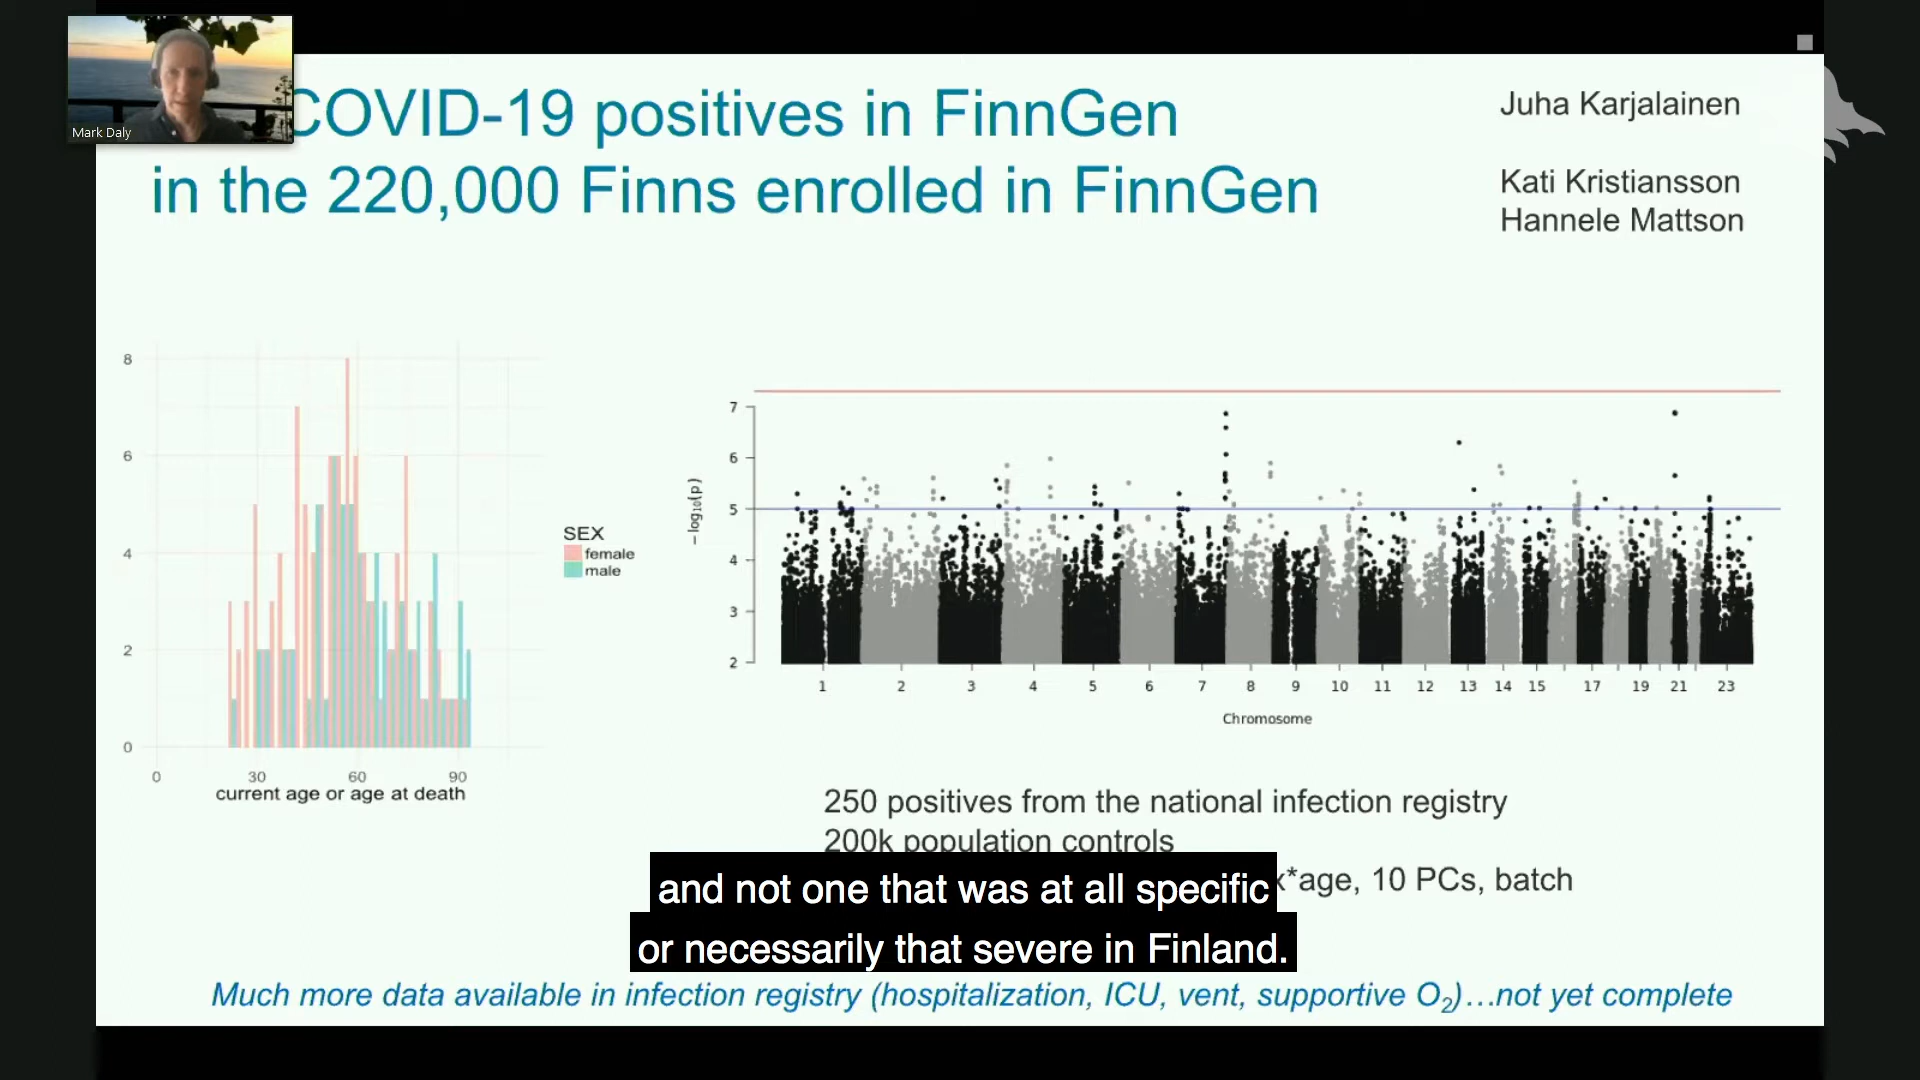 Mark Daly
COVID-19 positives in FinnGen
in the 220,000 Finns enrolled in FinnGen
Juha Karjalainen
Kati Kristiansson
Hannele Mattson
8
6
4
2
0
0 30 60 90
current age or age at death
SEX
female
male
7
6
5
4
3
2
−log10(p)
1 2 3 4 5 6 7 8 9 10 11 12 13 14 15 17 19 21 23
Chromosome
250 positives from the national infection registry
200k population controls
x*age, 10 PCs, batch
and not one that was at all specific
or necessarily that severe in Finland.
Much more data available in infection registry (hospitalization, ICU, vent, supportive O2)…not yet complete